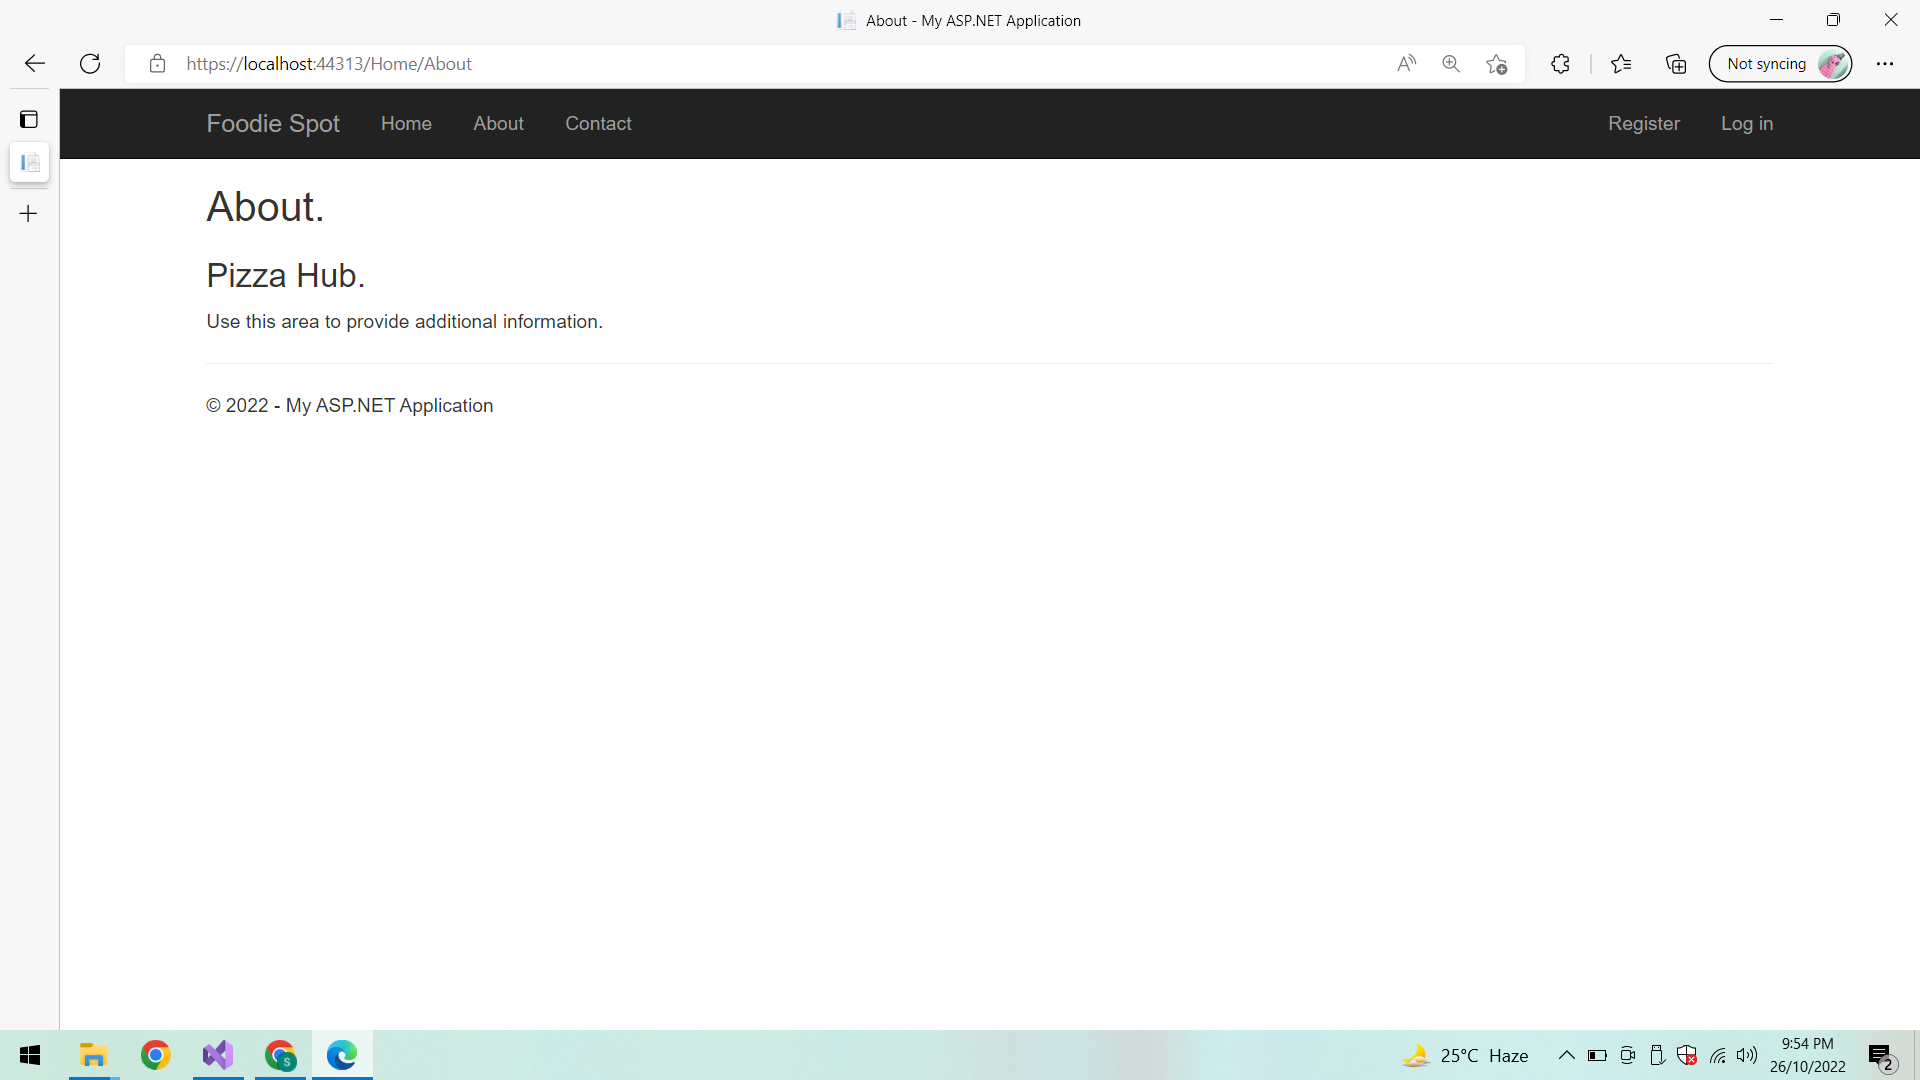 About - My ASP.NET Application
https://localhost:44313/Home/About
Not syncing
Foodie Spot Home About Contact Register Log in
About.
Pizza Hub.
Use this area to provide additional information.
© 2022 - My ASP.NET Application
S
25°C Haze
9:54 PM
26/10/2022
2